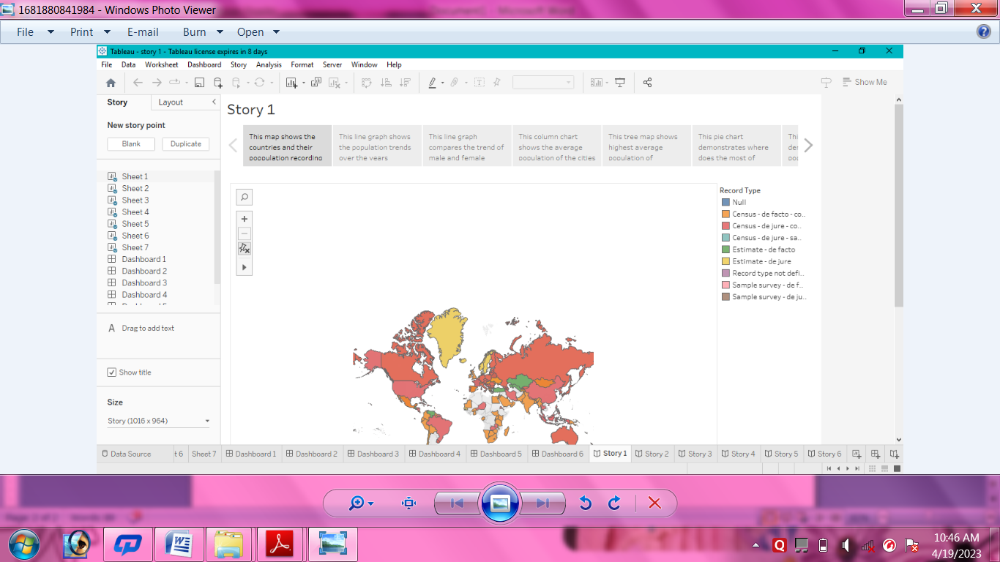 1681880841984 - Windows Photo Viewer
File Print E-mail Burn Open
Tableau - story 1 - Tableau license expires in 8 days
File Data Worksheet Dashboard Story Analysis Format Server Window Help
Show Me
Story Layout
New story point
Blank Duplicate
Sheet 1
Sheet 2
Sheet 3
Sheet 4
Sheet 5
Sheet 6
Sheet 7
Dashboard 1
Dashboard 2
Dashboard 3
Dashboard 4
A Drag to add text
Show title
Size
Story (1016 x 964)
Story 1
This map shows the
countries and their
popopulation recording
This line graph shows
the population trends
over the years
This line graph
compares the trend of
male and female
This column chart
shows the average
population of the cities
This tree map shows
highest average
population of
This pie chart
demonstrates where
does the most of
Record Type
Null
Census - de facto - co..
Census - de jure - co..
Census - de jure - sa..
Estimate - de facto
Estimate - de jure
Record type not defi..
Sample survey - de f..
Sample survey - de ju..
Data Source t 6 Sheet 7 Dashboard 1 Dashboard 2 Dashboard 3 Dashboard 4 Dashboard 5 Dashboard 6 Story 1 Story 2 Story 3 Story 4 Story 5 Story 6
10:46 AM
4/19/2023